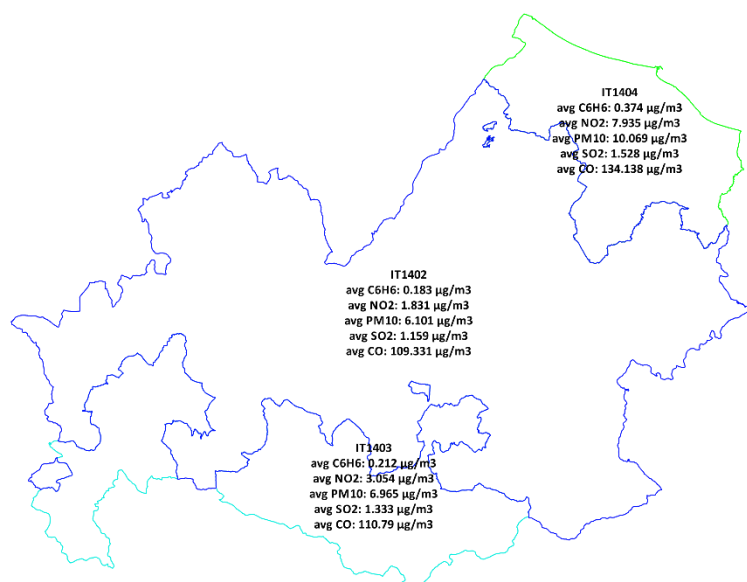 IT1404
avg C6H6: 0.374 µg/m3
avg NO2: 7.935 µg/m3
avg PM10: 10.069 µg/m3
avg SO2: 1.528 µg/m3
avg CO: 134.138 µg/m3
IT1402
avg C6H6: 0.183 µg/m3
avg NO2: 1.831 µg/m3
avg PM10: 6.101 µg/m3
avg SO2: 1.159 µg/m3
avg CO: 109.331 µg/m3
IT1403
avg C6H6: 0.212 µg/m3
avg NO2: 3.054 µg/m3
avg PM10: 6.965 µg/m3
avg SO2: 1.333 µg/m3
avg CO: 110.79 µg/m3